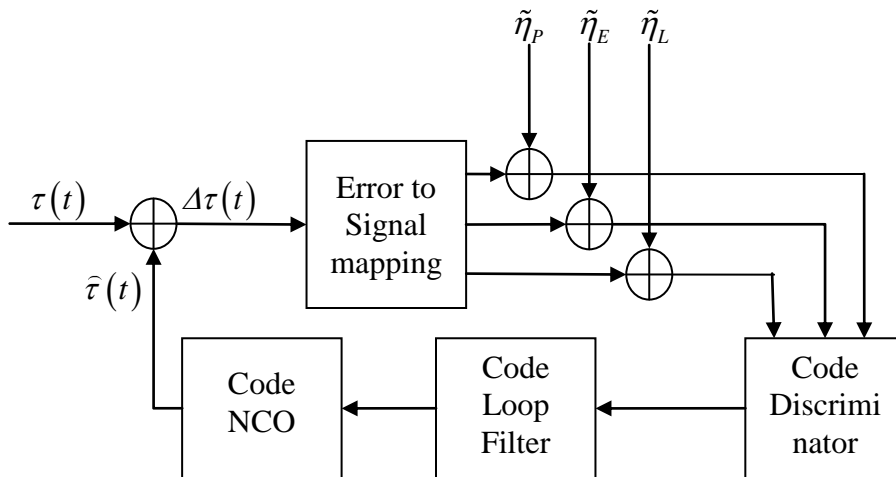 η̃_P η̃_E η̃_L
τ(t)
Δτ(t)
Error to
Signal
mapping
τ̂(t)
Code
NCO
Code
Loop
Filter
Code
Discrimi
nator